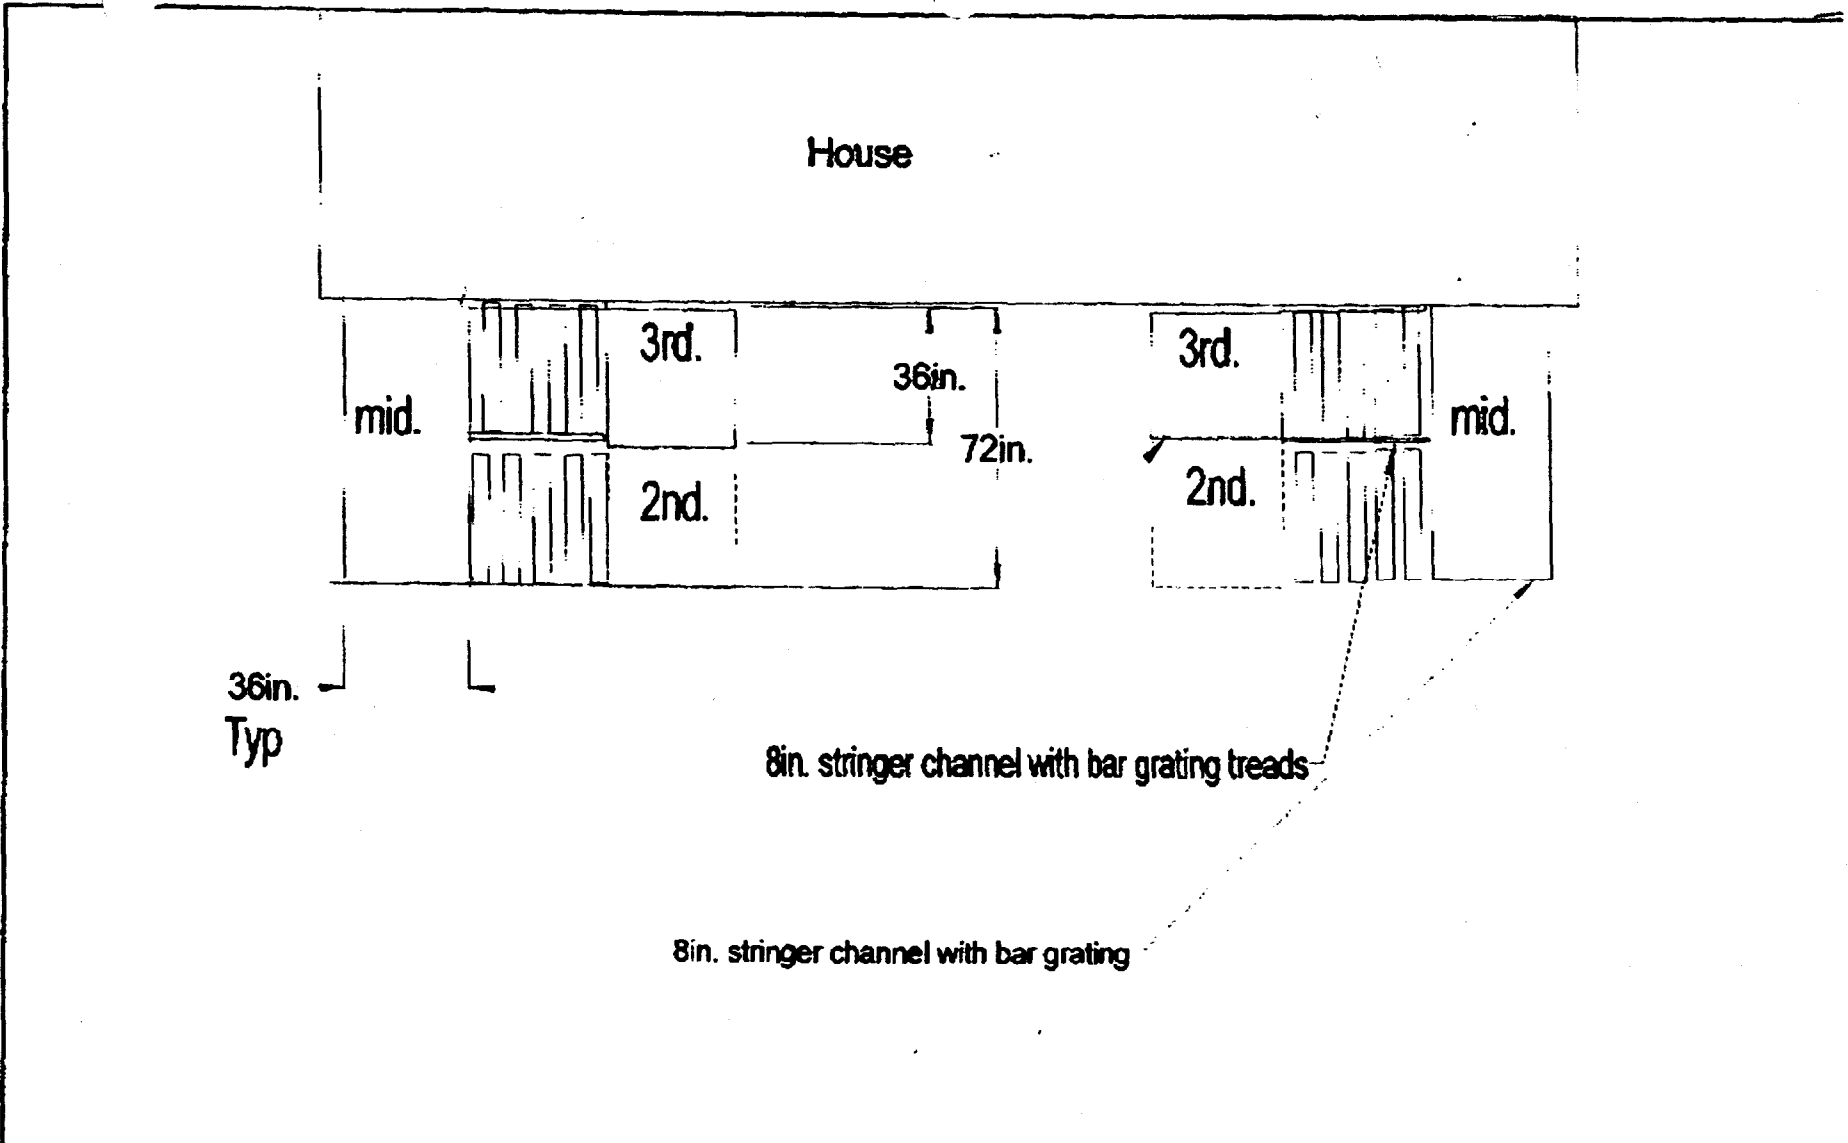 House
3rd.
3rd.
36in.
mid.
mid.
72in.
2nd.
2nd.
36in.
Typ
8in. stringer channel with bar grating treads
8in. stringer channel with bar grating